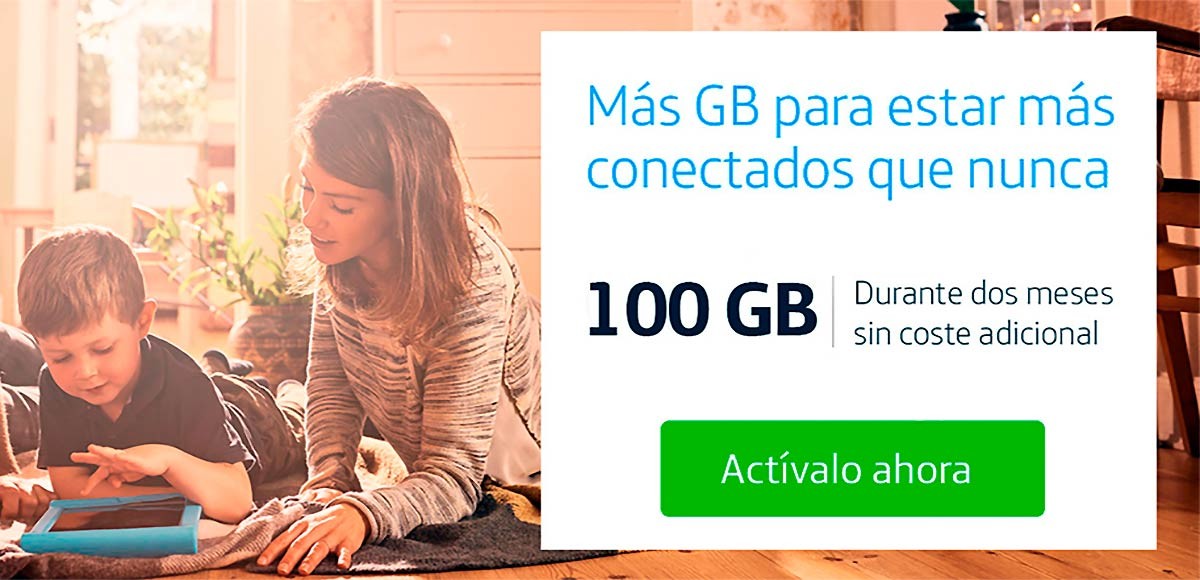 Más GB para estar más
conectados que nunca
100 GB
Durante dos meses
sin coste adicional
Actívalo ahora